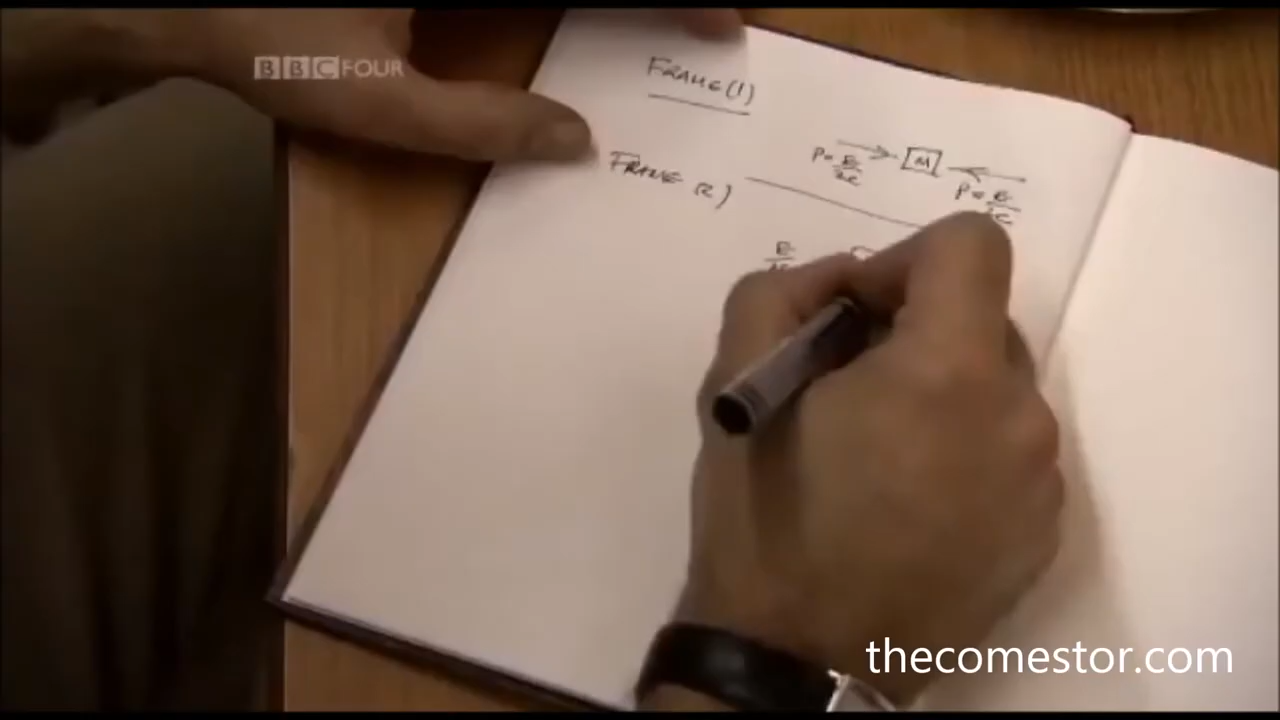 BBC FOUR
FRAME (1)
P = E/2C M P = E/2C
FRAME (2)
E
thecomestor.com